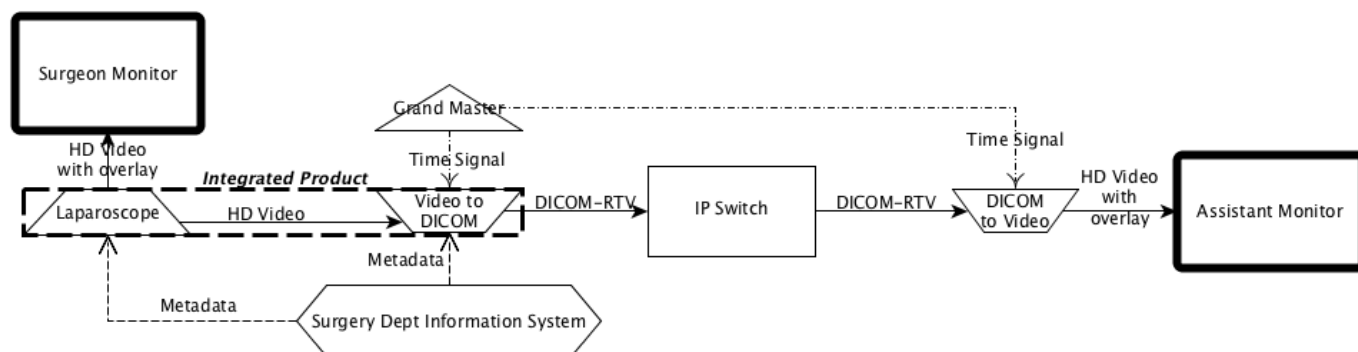 Surgeon Monitor
Grand Master
HD Video
with overlay
Time Signal
Time Signal
Integrated Product
HD Video
with
overlay
Laparoscope
HD Video
Video to
DICOM
DICOM-RTV
IP Switch
DICOM-RTV
DICOM
to Video
Assistant Monitor
Metadata
Metadata
Surgery Dept Information System